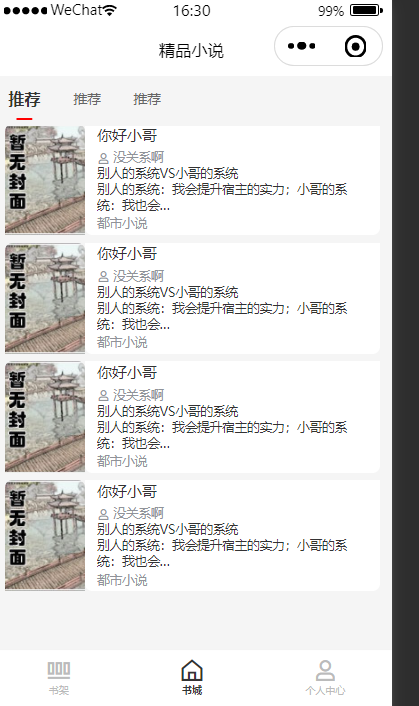 WeChat 16:30 99%
精品小说
推荐 推荐 推荐
暂无封面
你好小哥
没关系啊
别人的系统VS小哥的系统
别人的系统：我会提升宿主的实力；小哥的系
统：我也会...
都市小说
暂无封面
你好小哥
没关系啊
别人的系统VS小哥的系统
别人的系统：我会提升宿主的实力；小哥的系
统：我也会...
都市小说
暂无封面
你好小哥
没关系啊
别人的系统VS小哥的系统
别人的系统：我会提升宿主的实力；小哥的系
统：我也会...
都市小说
暂无封面
你好小哥
没关系啊
别人的系统VS小哥的系统
别人的系统：我会提升宿主的实力；小哥的系
统：我也会...
都市小说
书架 书城 个人中心